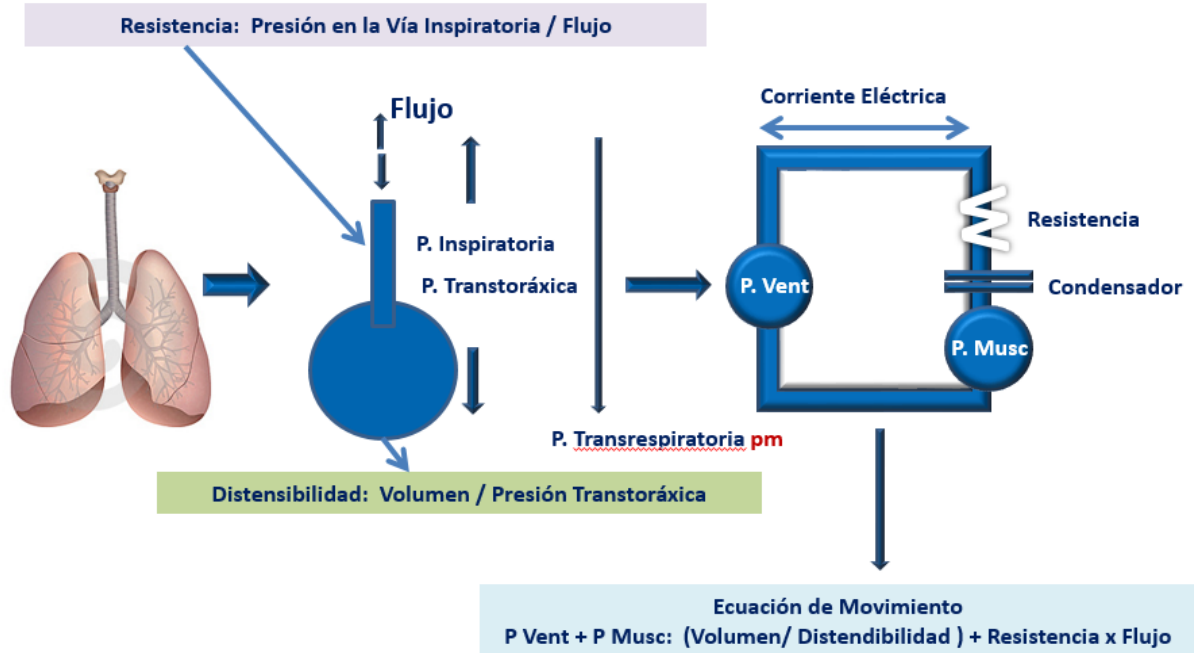 Resistencia:  Presión en la Vía Inspiratoria / Flujo
Flujo
P. Inspiratoria
P. Transtoráxica
P. Transrespiratoria pm
Distensibilidad:  Volumen / Presión Transtoráxica
Corriente Eléctrica
Resistencia
P. Vent
Condensador
P. Musc
Ecuación de Movimiento
P Vent + P Musc:  (Volumen/ Distendibilidad ) + Resistencia x Flujo